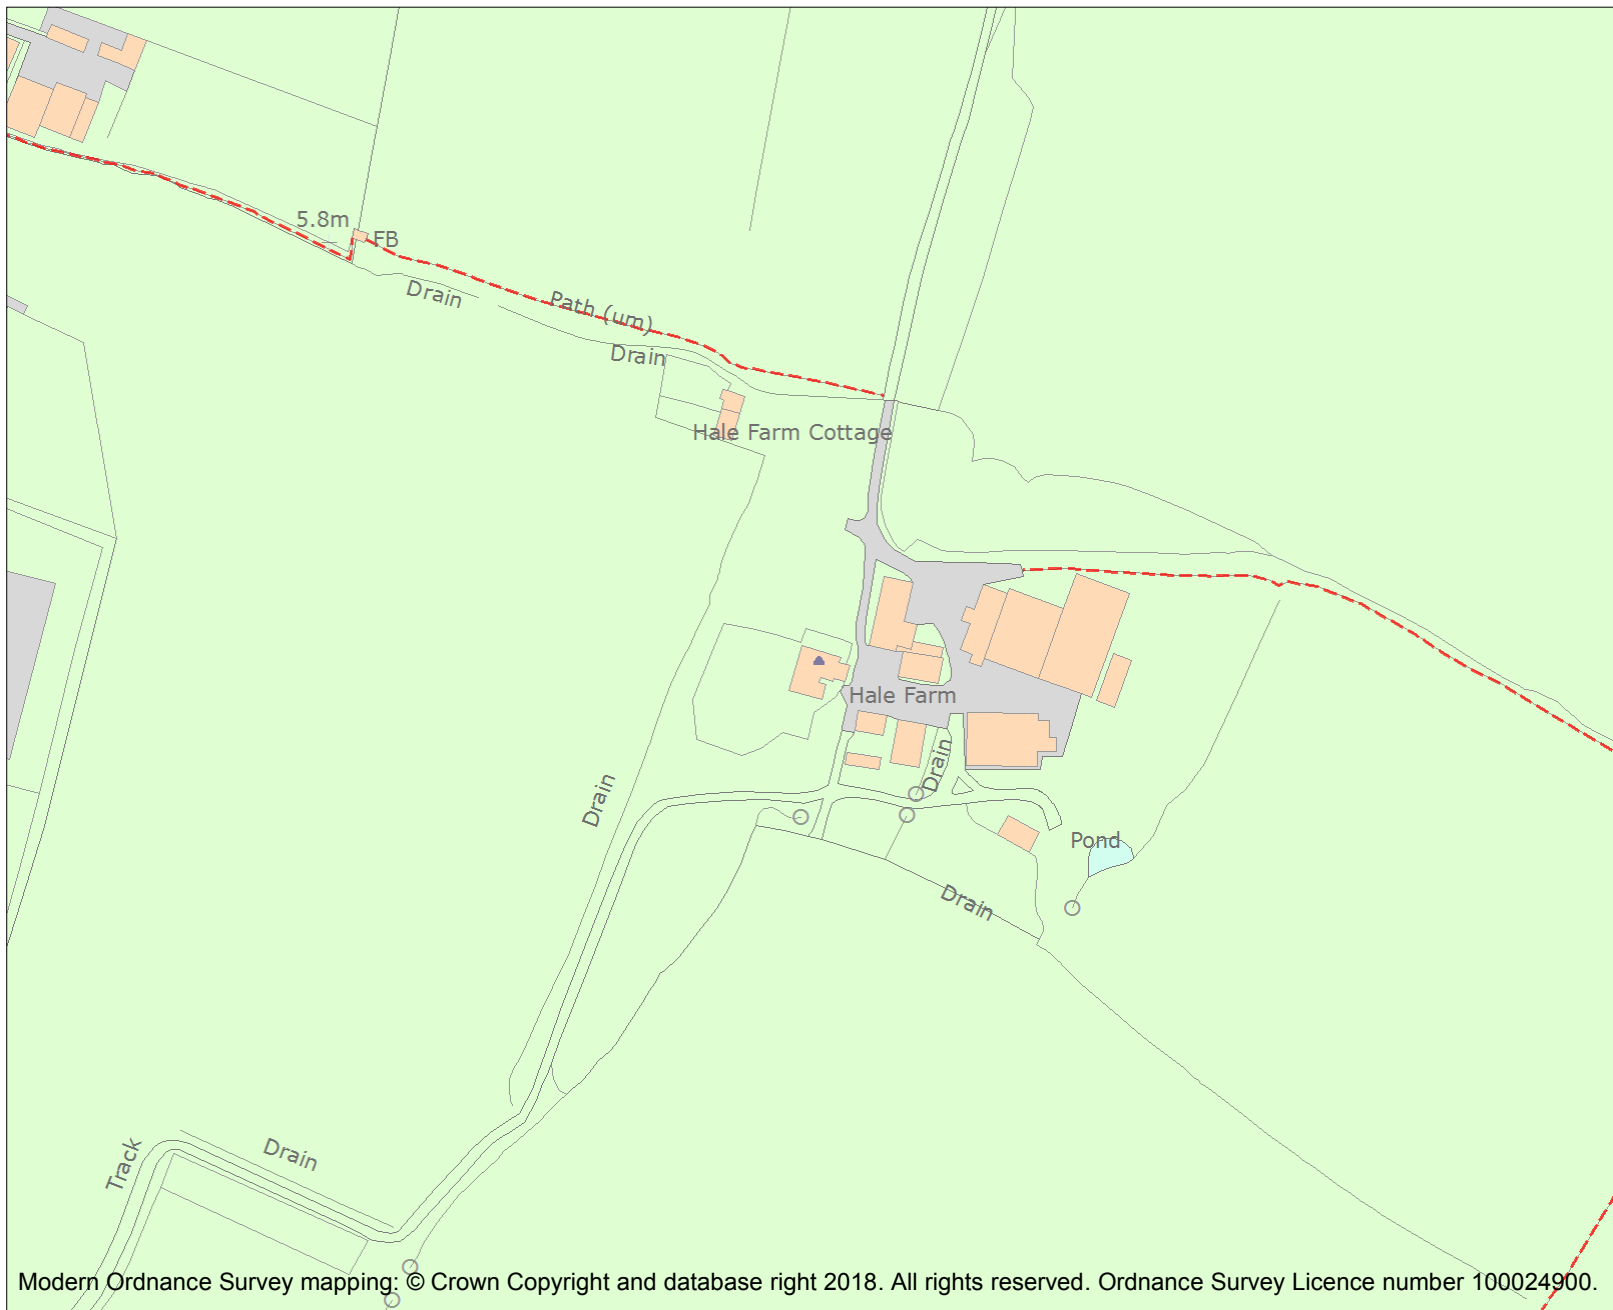 5.8m
FB
Drain
Path (um)
Drain
Hale Farm Cottage
Hale Farm
Drain
Drain
Pond
Drain
Track
Drain
Modern Ordnance Survey mapping: © Crown Copyright and database right 2018. All rights reserved. Ordnance Survey Licence number 100024900.